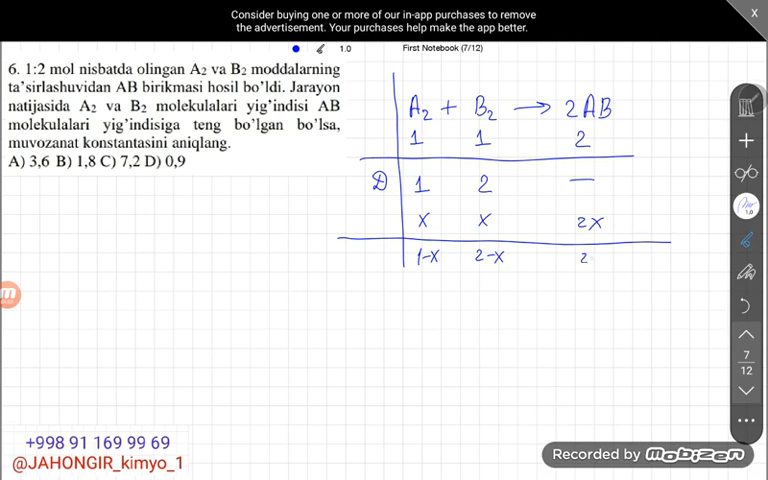 Consider buying one or more of our in-app purchases to remove
the advertisement. Your purchases help make the app better.
X
1.0
First Notebook (7/12)
6. 1:2 mol nisbatda olingan A₂ va B₂ moddalarning
ta'sirlashuvidan AB birikmasi hosil bo'ldi. Jarayon
natijasida A₂ va B₂ molekulalari yig'indisi AB
molekulalari yig'indisiga teng bo'lgan bo'lsa,
muvozanat konstantasini aniqlang.
A) 3,6 B) 1,8 C) 7,2 D) 0,9
A₂ + B₂ → 2AB
1 1 2
D 1 2 —
x x 2x
1-x 2-x 2
1,0
7
12
+998 91 169 99 69
@JAHONGIR_kimyo_1
Recorded by MOBIZEN